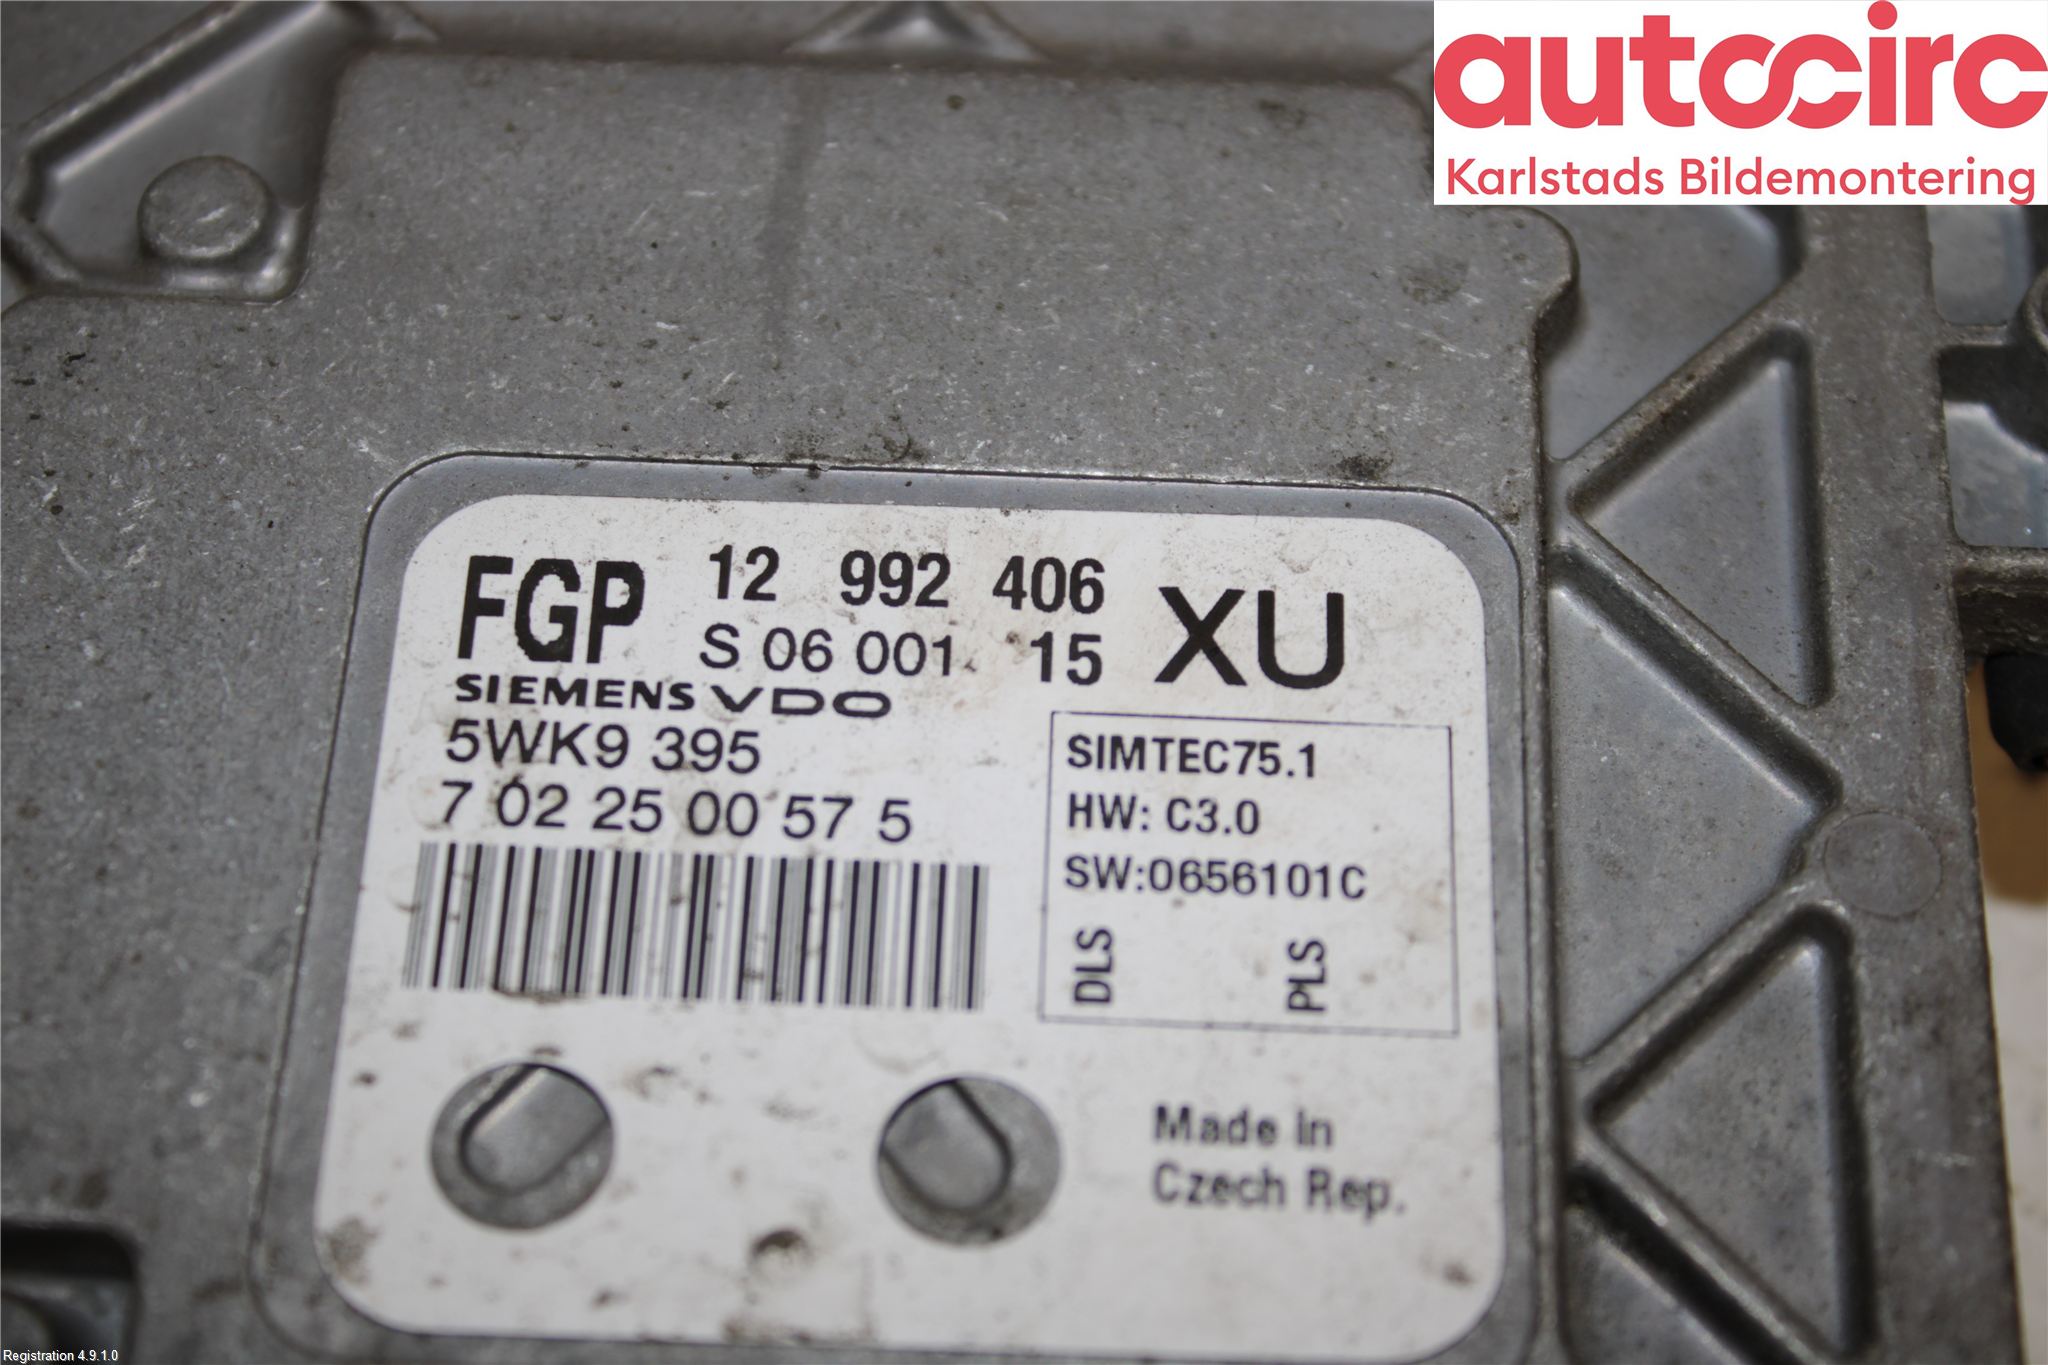 autocirc
Karlstads Bildemontering
FGP 12 992 406 XU
S 06 001 15
SIEMENS VDO
5WK9 395
7 02 25 00 57 5
SIMTEC75.1
HW: C3.0
SW:0656101C
DLS PLS
Made in
Czech Rep.
Registration 4.9.1.0